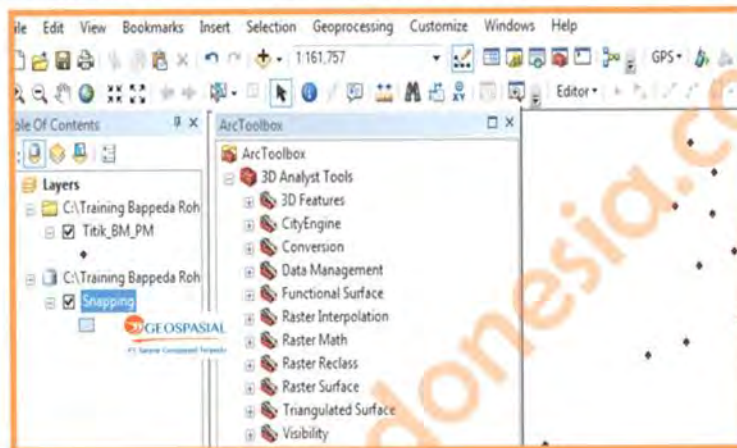 ile Edit View Bookmarks Insert Selection Geoprocessing Customize Windows Help
1:161,757
GPS
Editor
ble Of Contents
ArcToolbox
Layers
C:\Training Bappeda Roh
Titik_BM_PM
C:\Training Bappeda Roh
Snapping
GEOSPASIAL
ArcToolbox
3D Analyst Tools
3D Features
CityEngine
Conversion
Data Management
Functional Surface
Raster Interpolation
Raster Math
Raster Reclass
Raster Surface
Triangulated Surface
Visibility
donesia.co